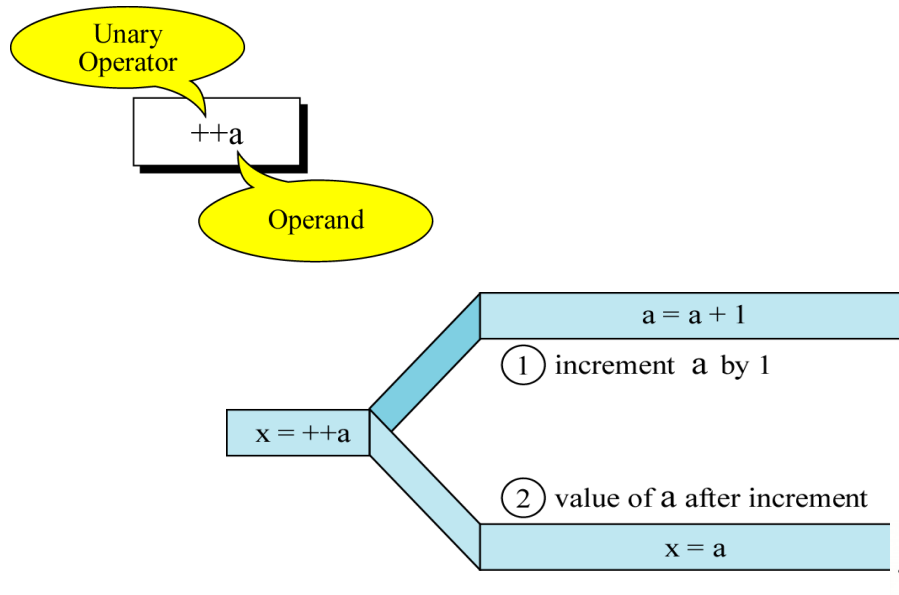 Unary
Operator
++a
Operand
a = a + 1
1 increment a by 1
x = ++a
2 value of a after increment
x = a